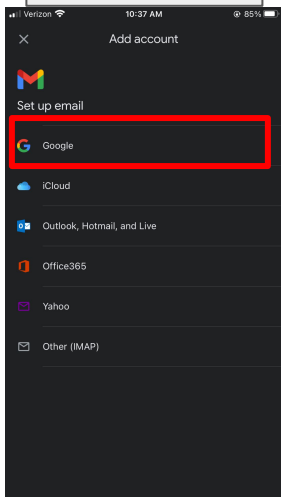 Verizon 10:37 AM 85%
Add account
Set up email
Google
iCloud
Outlook, Hotmail, and Live
Office365
Yahoo
Other (IMAP)